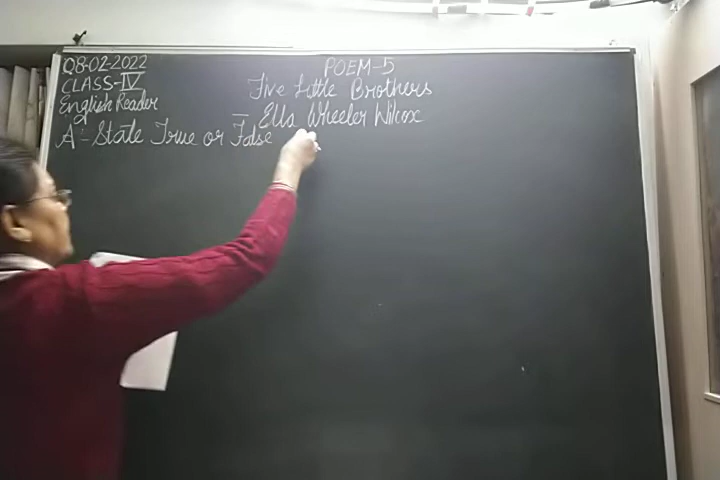 08-02-2022
POEM-5
CLASS-IV
Five Little Brothers
English Reader
- Ella Wheeler Wilcox
A:- State True or False